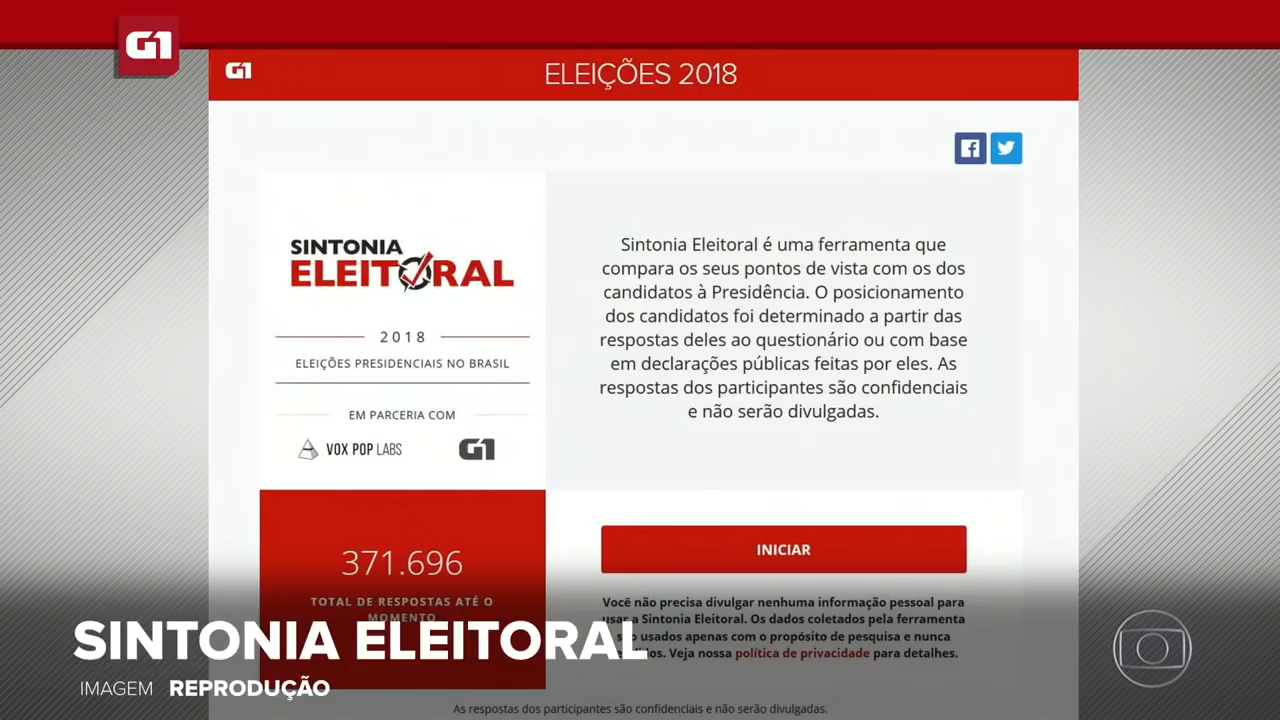 G1
G1
ELEIÇÕES 2018
SINTONIA
ELEITORAL
2018
ELEIÇÕES PRESIDENCIAIS NO BRASIL
EM PARCERIA COM
VOX POP LABS
G1
Sintonia Eleitoral é uma ferramenta que
compara os seus pontos de vista com os dos
candidatos à Presidência. O posicionamento
dos candidatos foi determinado a partir das
respostas deles ao questionário ou com base
em declarações públicas feitas por eles. As
respostas dos participantes são confidenciais
e não serão divulgadas.
371.696
TOTAL DE RESPOSTAS ATÉ O
MOMENTO
INICIAR
Você não precisa divulgar nenhuma informação pessoal para
usar a Sintonia Eleitoral. Os dados coletados pela ferramenta
são usados apenas com o propósito de pesquisa e nunca
Veja nossa política de privacidade para detalhes.
SINTONIA ELEITORAL
IMAGEM REPRODUÇÃO
As respostas dos participantes são confidenciais e não serão divulgadas.